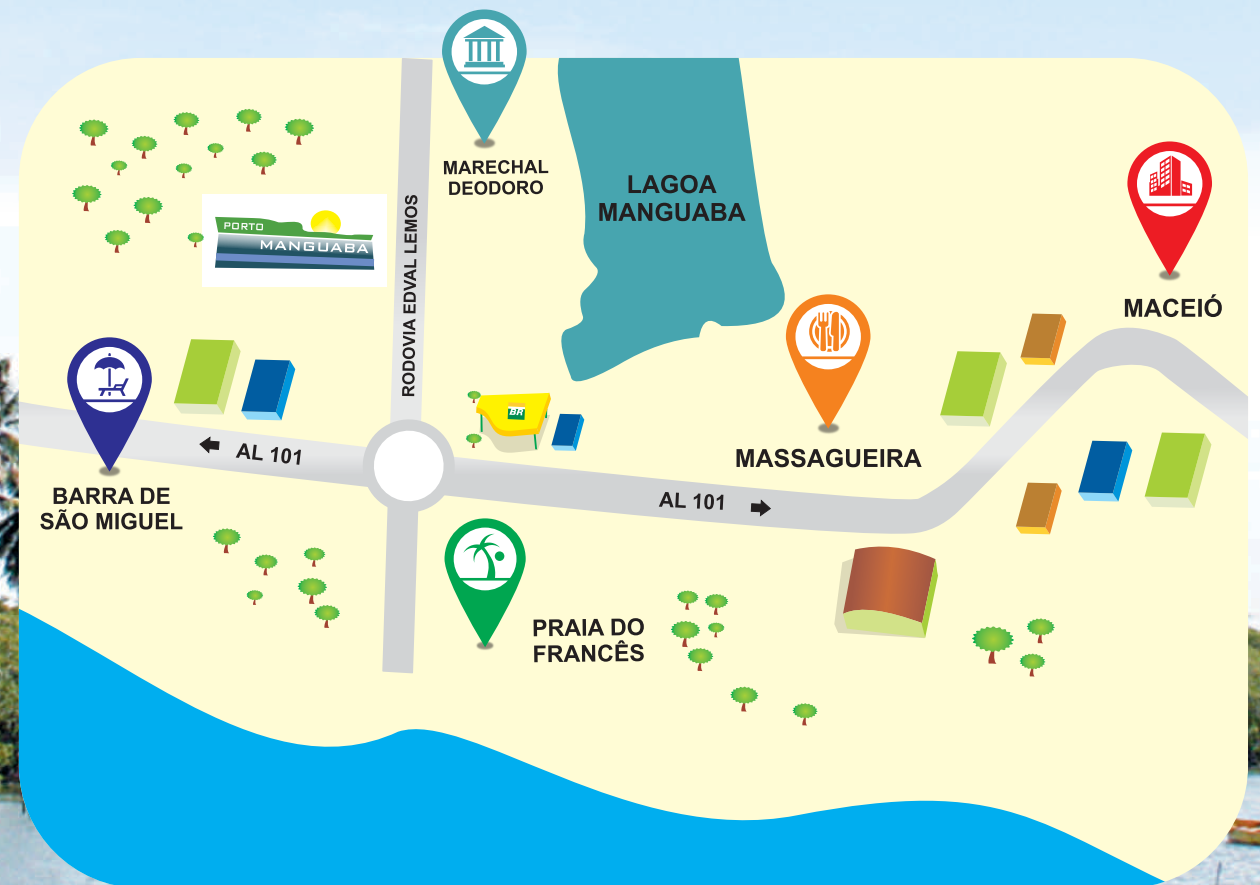 MARECHAL
DEODORO
LAGOA
MANGUABA
PORTO
MANGUABA
RODOVIA EDVAL LEMOS
MACEIÓ
BR
MASSAGUEIRA
AL 101
AL 101
BARRA DE
SÃO MIGUEL
PRAIA DO
FRANCÊS